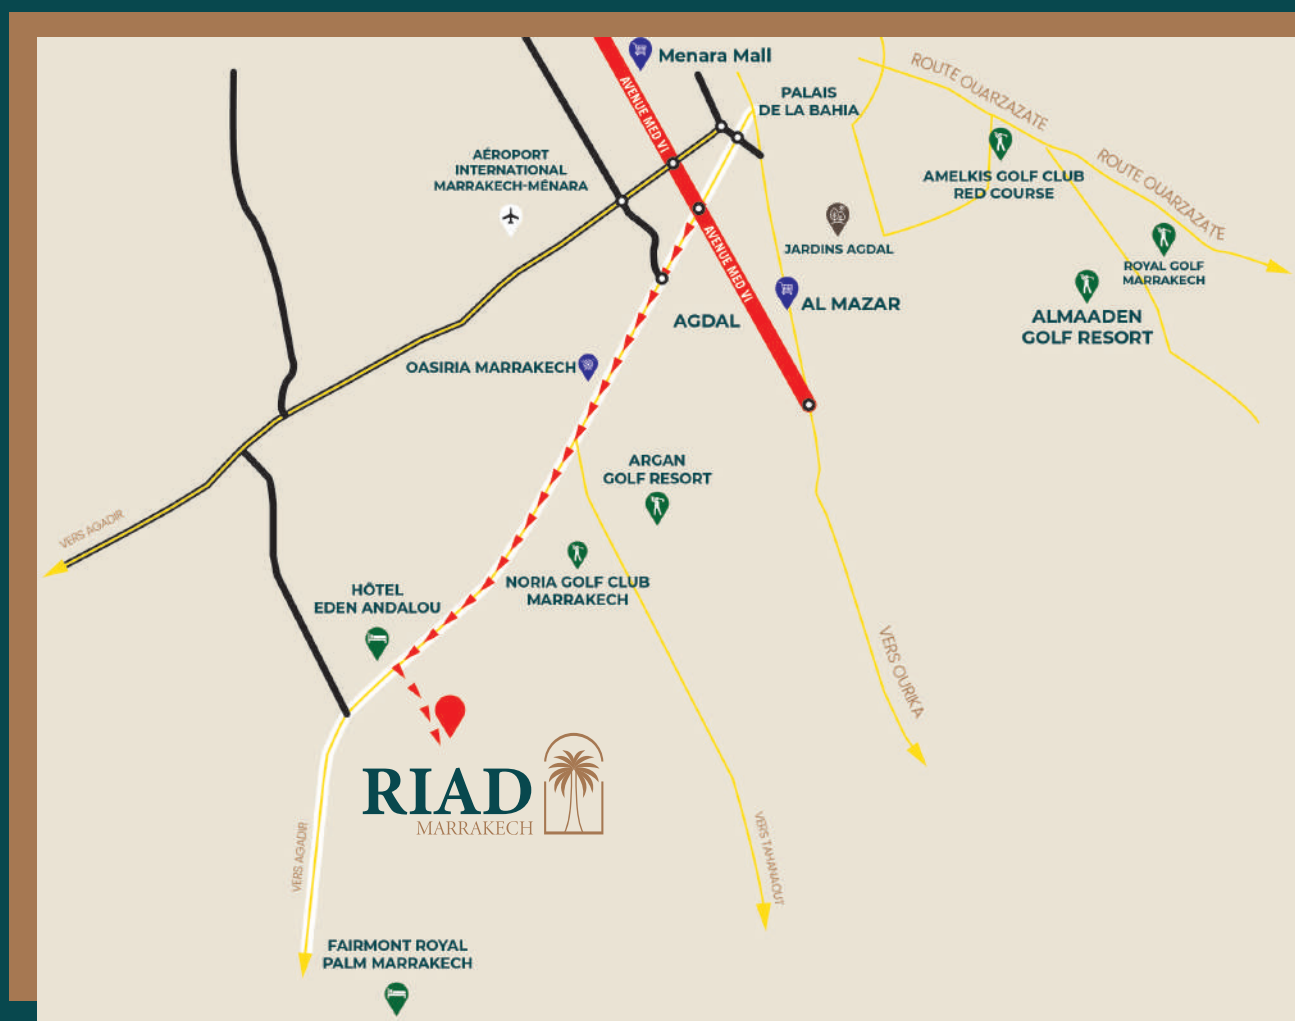 Menara Mall
AVENUE MED VI
PALAIS
DE LA BAHIA
ROUTE OUARZAZATE
AÉROPORT
INTERNATIONAL
MARRAKECH-MÉNARA
AMELKIS GOLF CLUB
RED COURSE
ROUTE OUARZAZATE
JARDINS AGDAL
AVENUE MED VI
ROYAL GOLF
MARRAKECH
AL MAZAR
AGDAL
ALMAADEN
GOLF RESORT
OASIRIA MARRAKECH
ARGAN
GOLF RESORT
VERS AGADIR
NORIA GOLF CLUB
MARRAKECH
HÔTEL
EDEN ANDALOU
VERS OURIKA
RIAD
MARRAKECH
VERS AGADIR
VERS TAHANAOUT
FAIRMONT ROYAL
PALM MARRAKECH